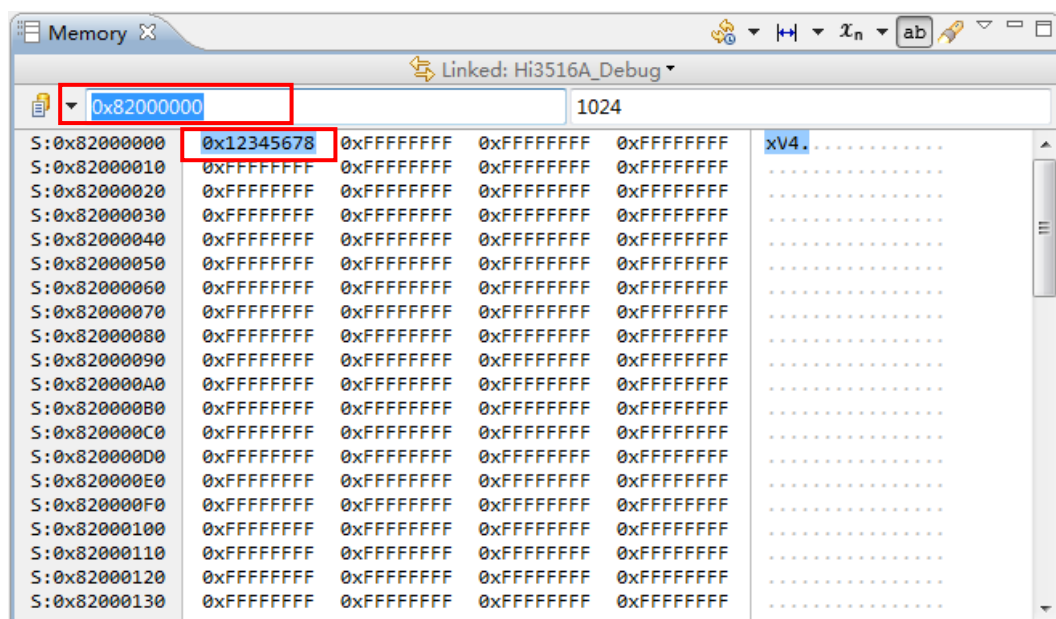 Memory
xn ab
Linked: Hi3516A_Debug
0x82000000 1024
S:0x82000000 0x12345678 0xFFFFFFFF 0xFFFFFFFF 0xFFFFFFFF xV4.............
S:0x82000010 0xFFFFFFFF 0xFFFFFFFF 0xFFFFFFFF 0xFFFFFFFF ................
S:0x82000020 0xFFFFFFFF 0xFFFFFFFF 0xFFFFFFFF 0xFFFFFFFF ................
S:0x82000030 0xFFFFFFFF 0xFFFFFFFF 0xFFFFFFFF 0xFFFFFFFF ................
S:0x82000040 0xFFFFFFFF 0xFFFFFFFF 0xFFFFFFFF 0xFFFFFFFF ................
S:0x82000050 0xFFFFFFFF 0xFFFFFFFF 0xFFFFFFFF 0xFFFFFFFF ................
S:0x82000060 0xFFFFFFFF 0xFFFFFFFF 0xFFFFFFFF 0xFFFFFFFF ................
S:0x82000070 0xFFFFFFFF 0xFFFFFFFF 0xFFFFFFFF 0xFFFFFFFF ................
S:0x82000080 0xFFFFFFFF 0xFFFFFFFF 0xFFFFFFFF 0xFFFFFFFF ................
S:0x82000090 0xFFFFFFFF 0xFFFFFFFF 0xFFFFFFFF 0xFFFFFFFF ................
S:0x820000A0 0xFFFFFFFF 0xFFFFFFFF 0xFFFFFFFF 0xFFFFFFFF ................
S:0x820000B0 0xFFFFFFFF 0xFFFFFFFF 0xFFFFFFFF 0xFFFFFFFF ................
S:0x820000C0 0xFFFFFFFF 0xFFFFFFFF 0xFFFFFFFF 0xFFFFFFFF ................
S:0x820000D0 0xFFFFFFFF 0xFFFFFFFF 0xFFFFFFFF 0xFFFFFFFF ................
S:0x820000E0 0xFFFFFFFF 0xFFFFFFFF 0xFFFFFFFF 0xFFFFFFFF ................
S:0x820000F0 0xFFFFFFFF 0xFFFFFFFF 0xFFFFFFFF 0xFFFFFFFF ................
S:0x82000100 0xFFFFFFFF 0xFFFFFFFF 0xFFFFFFFF 0xFFFFFFFF ................
S:0x82000110 0xFFFFFFFF 0xFFFFFFFF 0xFFFFFFFF 0xFFFFFFFF ................
S:0x82000120 0xFFFFFFFF 0xFFFFFFFF 0xFFFFFFFF 0xFFFFFFFF ................
S:0x82000130 0xFFFFFFFF 0xFFFFFFFF 0xFFFFFFFF 0xFFFFFFFF ................